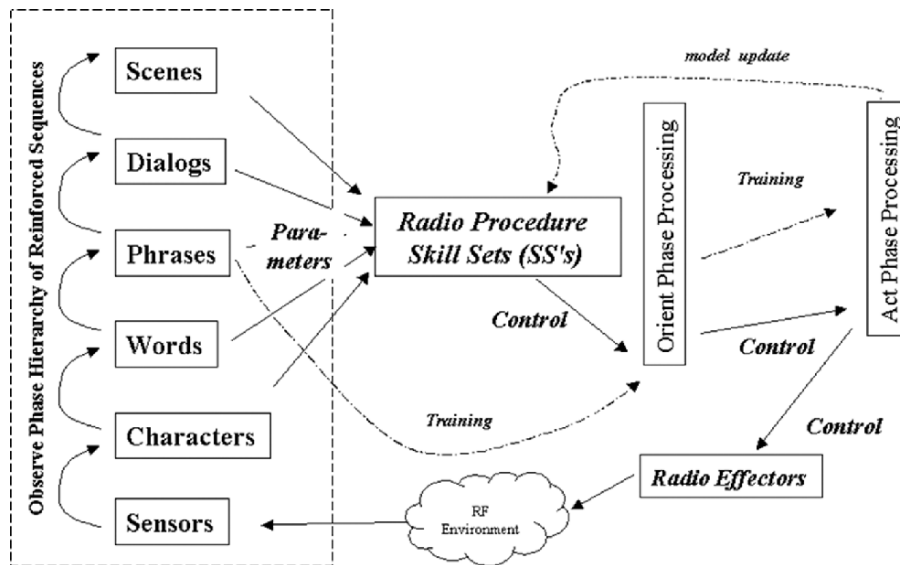 Observe Phase Hierarchy of Reinforced Sequences
Scenes
Dialogs
Phrases
Words
Characters
Sensors
Para-
meters
Radio Procedure
Skill Sets (SS's)
model update
Control
Training
Orient Phase Processing
Training
Control
Act Phase Processing
Control
Radio Effectors
RF
Environment